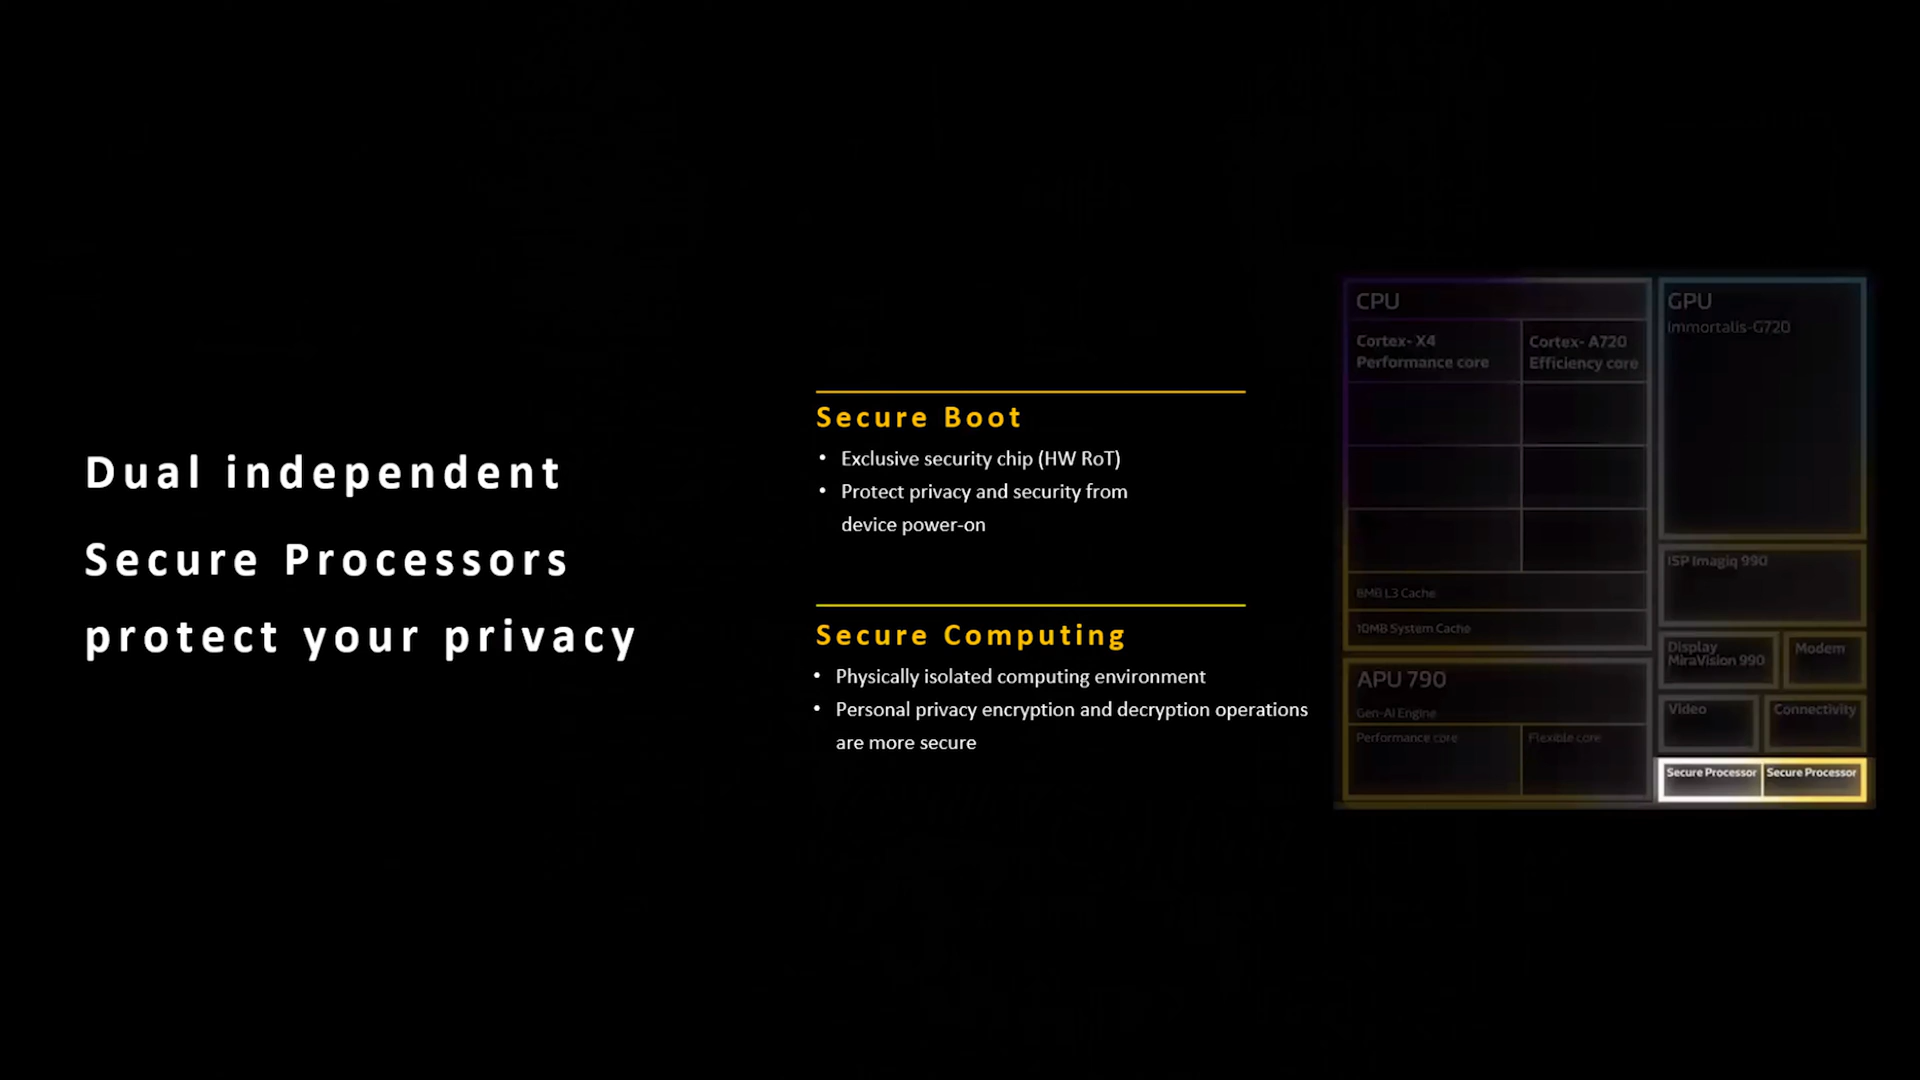 Dual independent
Secure Processors
protect your privacy
Secure Boot
• Exclusive security chip (HW RoT)
• Protect privacy and security from
device power-on
Secure Computing
• Physically isolated computing environment
• Personal privacy encryption and decryption operations
are more secure
CPU
Cortex- X4
Performance core
Cortex- A720
Efficiency core
8MB L3 Cache
10MB System Cache
APU 790
Gen-AI Engine
Performance core
Flexible core
GPU
Immortalis-G720
ISP Imagiq 990
Display
MiraVision 990
Modem
Video
Connectivity
Secure Processor
Secure Processor